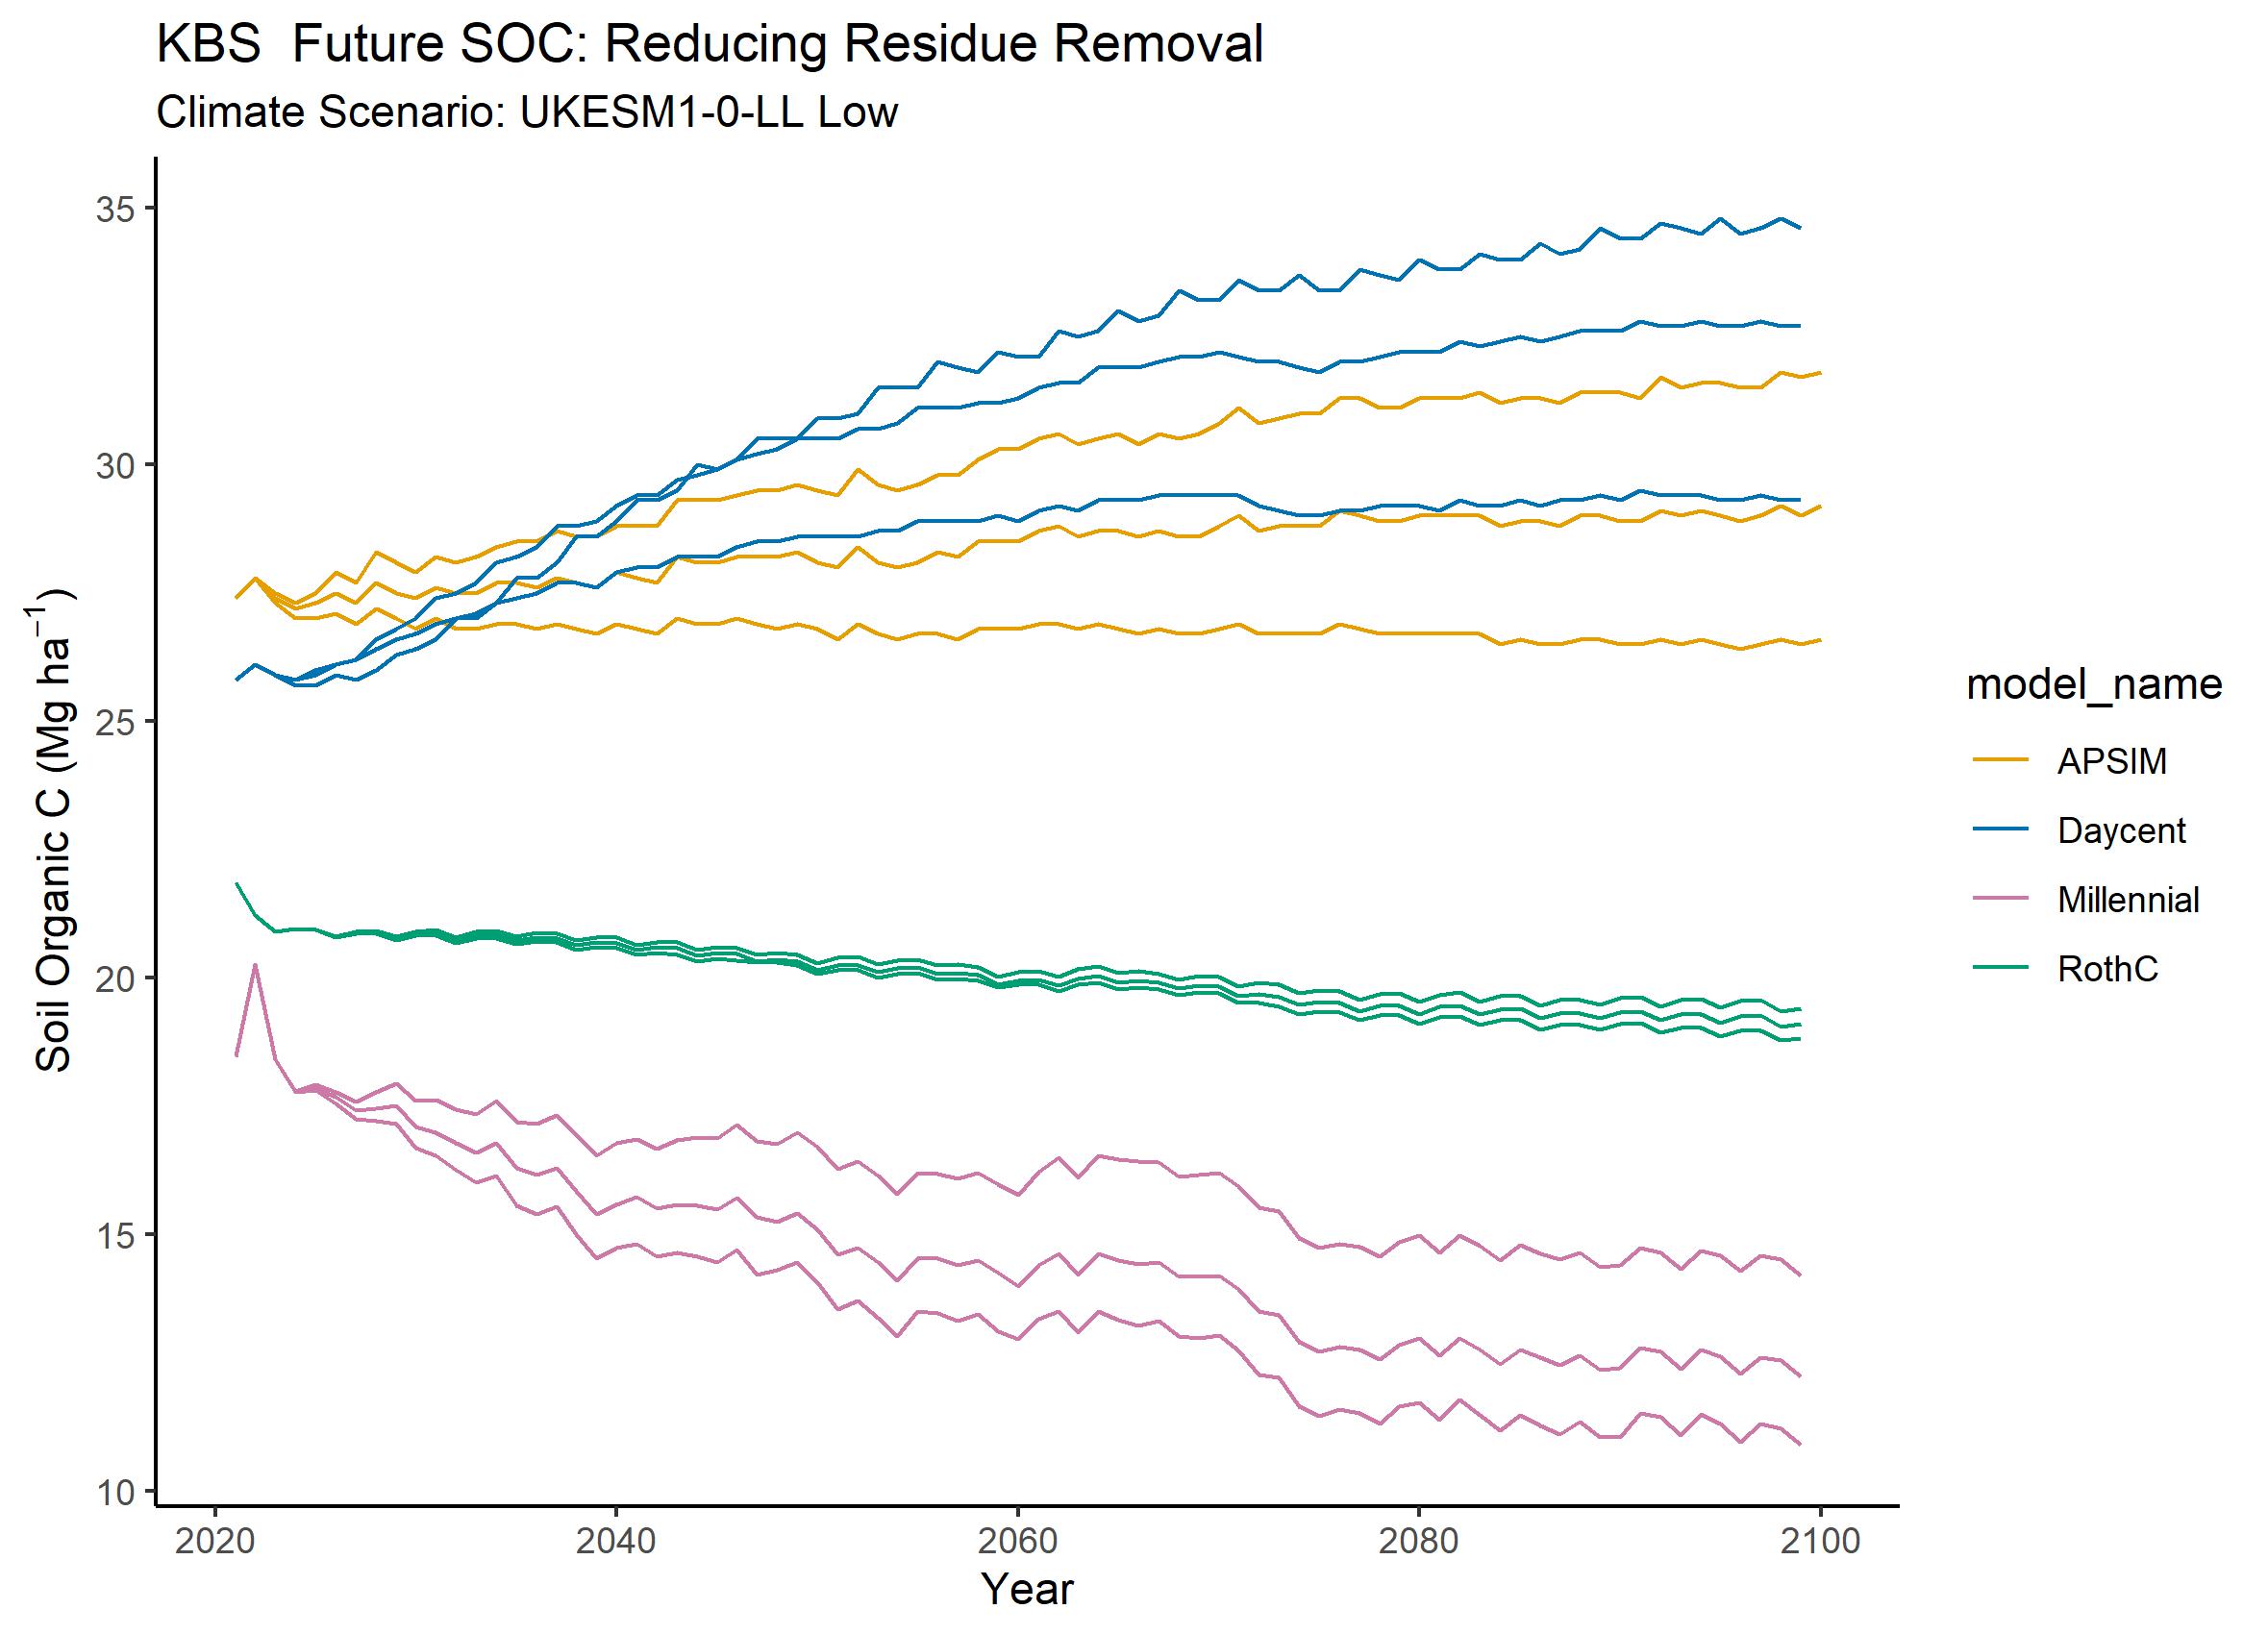 KBS  Future SOC: Reducing Residue Removal
Climate Scenario: UKESM1-0-LL Low
Soil Organic C (Mg ha⁻¹)
35
30
25
20
15
10
2020 2040 2060 2080 2100
Year
model_name
APSIM
Daycent
Millennial
RothC